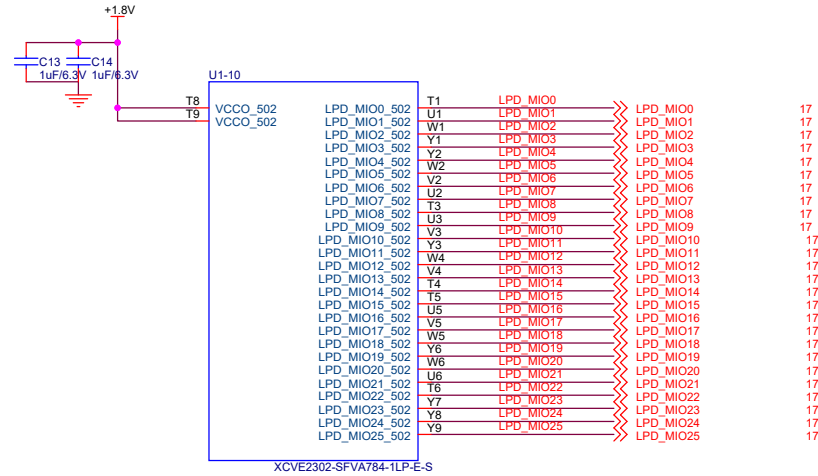 +1.8V
C13
C14
1uF/6.3V
1uF/6.3V
U1-10
T8 VCCO_502
T9 VCCO_502
LPD_MIO0_502 T1 LPD_MIO0 LPD_MIO0 17
LPD_MIO1_502 U1 LPD_MIO1 LPD_MIO1 17
LPD_MIO2_502 W1 LPD_MIO2 LPD_MIO2 17
LPD_MIO3_502 Y1 LPD_MIO3 LPD_MIO3 17
LPD_MIO4_502 Y2 LPD_MIO4 LPD_MIO4 17
LPD_MIO5_502 W2 LPD_MIO5 LPD_MIO5 17
LPD_MIO6_502 V2 LPD_MIO6 LPD_MIO6 17
LPD_MIO7_502 U2 LPD_MIO7 LPD_MIO7 17
LPD_MIO8_502 T3 LPD_MIO8 LPD_MIO8 17
LPD_MIO9_502 U3 LPD_MIO9 LPD_MIO9 17
LPD_MIO10_502 V3 LPD_MIO10 LPD_MIO10 17
LPD_MIO11_502 Y3 LPD_MIO11 LPD_MIO11 17
LPD_MIO12_502 W4 LPD_MIO12 LPD_MIO12 17
LPD_MIO13_502 V4 LPD_MIO13 LPD_MIO13 17
LPD_MIO14_502 T4 LPD_MIO14 LPD_MIO14 17
LPD_MIO15_502 T5 LPD_MIO15 LPD_MIO15 17
LPD_MIO16_502 U5 LPD_MIO16 LPD_MIO16 17
LPD_MIO17_502 V5 LPD_MIO17 LPD_MIO17 17
LPD_MIO18_502 W5 LPD_MIO18 LPD_MIO18 17
LPD_MIO19_502 Y6 LPD_MIO19 LPD_MIO19 17
LPD_MIO20_502 W6 LPD_MIO20 LPD_MIO20 17
LPD_MIO21_502 U6 LPD_MIO21 LPD_MIO21 17
LPD_MIO22_502 T6 LPD_MIO22 LPD_MIO22 17
LPD_MIO23_502 Y7 LPD_MIO23 LPD_MIO23 17
LPD_MIO24_502 Y8 LPD_MIO24 LPD_MIO24 17
LPD_MIO25_502 Y9 LPD_MIO25 LPD_MIO25 17
XCVE2302-SFVA784-1LP-E-S